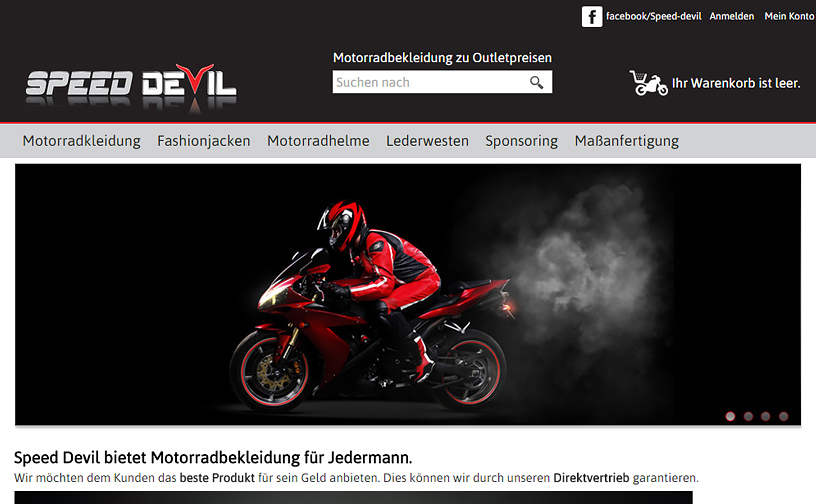 facebook/Speed-devil Anmelden Mein Konto
Motorradbekleidung zu Outletpreisen
SPEED DEVIL
Suchen nach
Ihr Warenkorb ist leer.
Motorradkleidung Fashionjacken Motorradhelme Lederwesten Sponsoring Maßanfertigung
Speed Devil bietet Motorradbekleidung für Jedermann.
Wir möchten dem Kunden das beste Produkt für sein Geld anbieten. Dies können wir durch unseren Direktvertrieb garantieren.